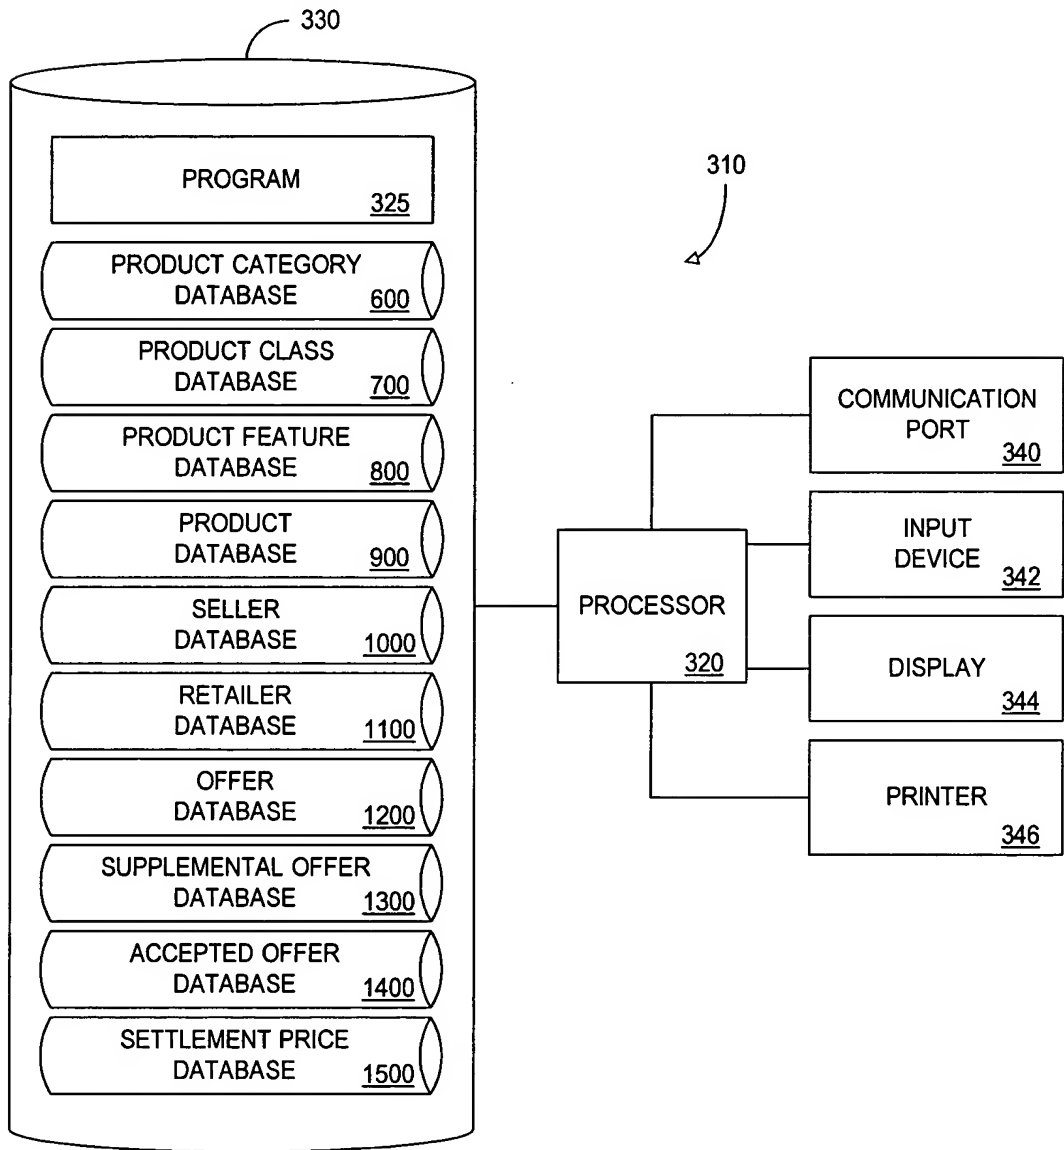 330
PROGRAM
325
PRODUCT CATEGORY
DATABASE 600
PRODUCT CLASS
DATABASE 700
PRODUCT FEATURE
DATABASE 800
PRODUCT
DATABASE 900
SELLER
DATABASE 1000
RETAILER
DATABASE 1100
OFFER
DATABASE 1200
SUPPLEMENTAL OFFER
DATABASE 1300
ACCEPTED OFFER
DATABASE 1400
SETTLEMENT PRICE
DATABASE 1500
310
PROCESSOR
320
COMMUNICATION
PORT 340
INPUT
DEVICE 342
DISPLAY
344
PRINTER
346